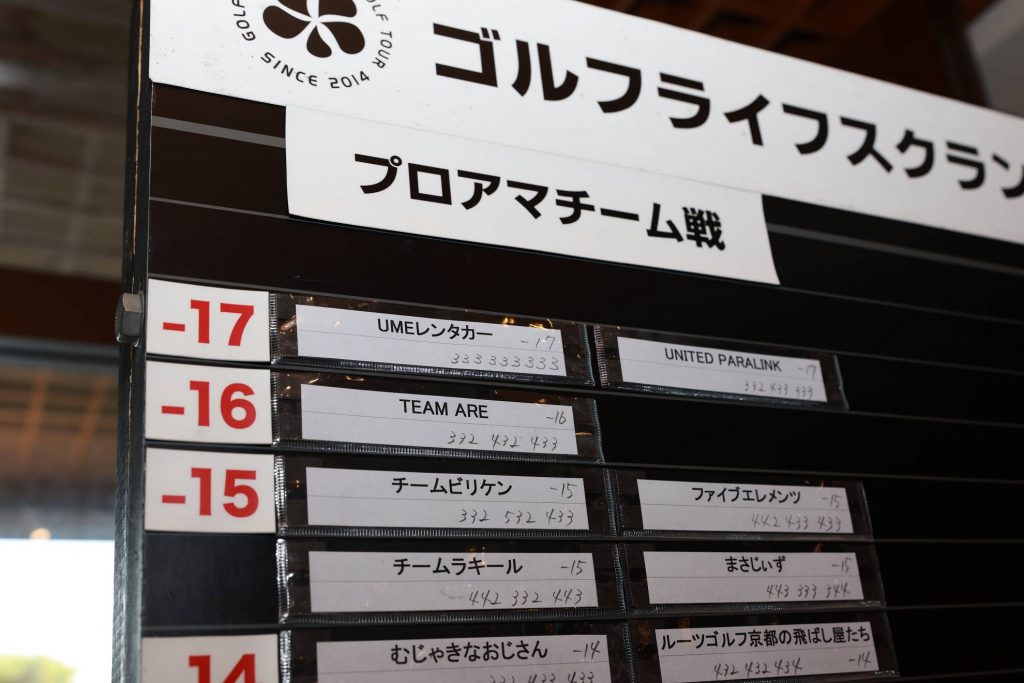 GOLF
OLF TOUR
SINCE 2014
ゴルフライフスクラン
プロアマチーム戦
-17
UMEレンタカー -17
333 333 333
UNITED PARALINK -17
332 433 333
-16
TEAM ARE -16
332 432 433
-15
チームビリケン -15
332 532 433
ファイブエレメンツ -15
442 433 433
チームラキール -15
442 332 443
まさじぃず -15
443 333 344
-14
むじゃきなおじさん -14
ルーツゴルフ京都の飛ばし屋たち
432 432 434 -14